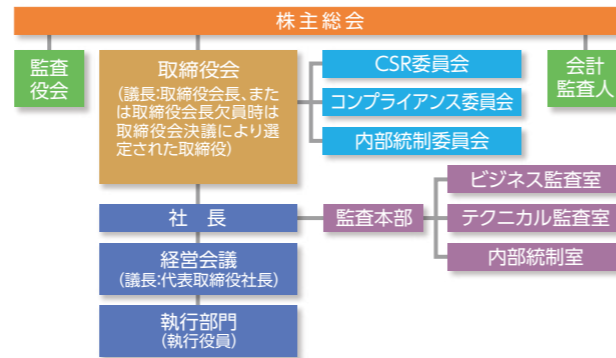 株主総会
監査
役会
取締役会
(議長:取締役会長、また
は取締役会長欠員時は
取締役会決議により選
定された取締役)
CSR委員会
コンプライアンス委員会
内部統制委員会
会計
監査人
社　長
監査本部
ビジネス監査室
テクニカル監査室
内部統制室
経営会議
(議長:代表取締役社長)
執行部門
(執行役員)